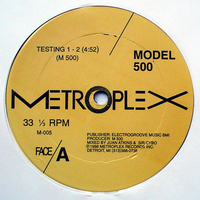 TESTING 1 - 2 (4:52)
(M 500)
MODEL
500
METROPLEX
33 ⅓ RPM
M-005
FACE A
PUBLISHER: ELECTROGROOVE MUSIC BMI
PRODUCER: M 500
MIXED BY JUAN ATKINS & SIR CYBIO
©1986 METROPLEX RECORDS INC.
DETROIT, MI